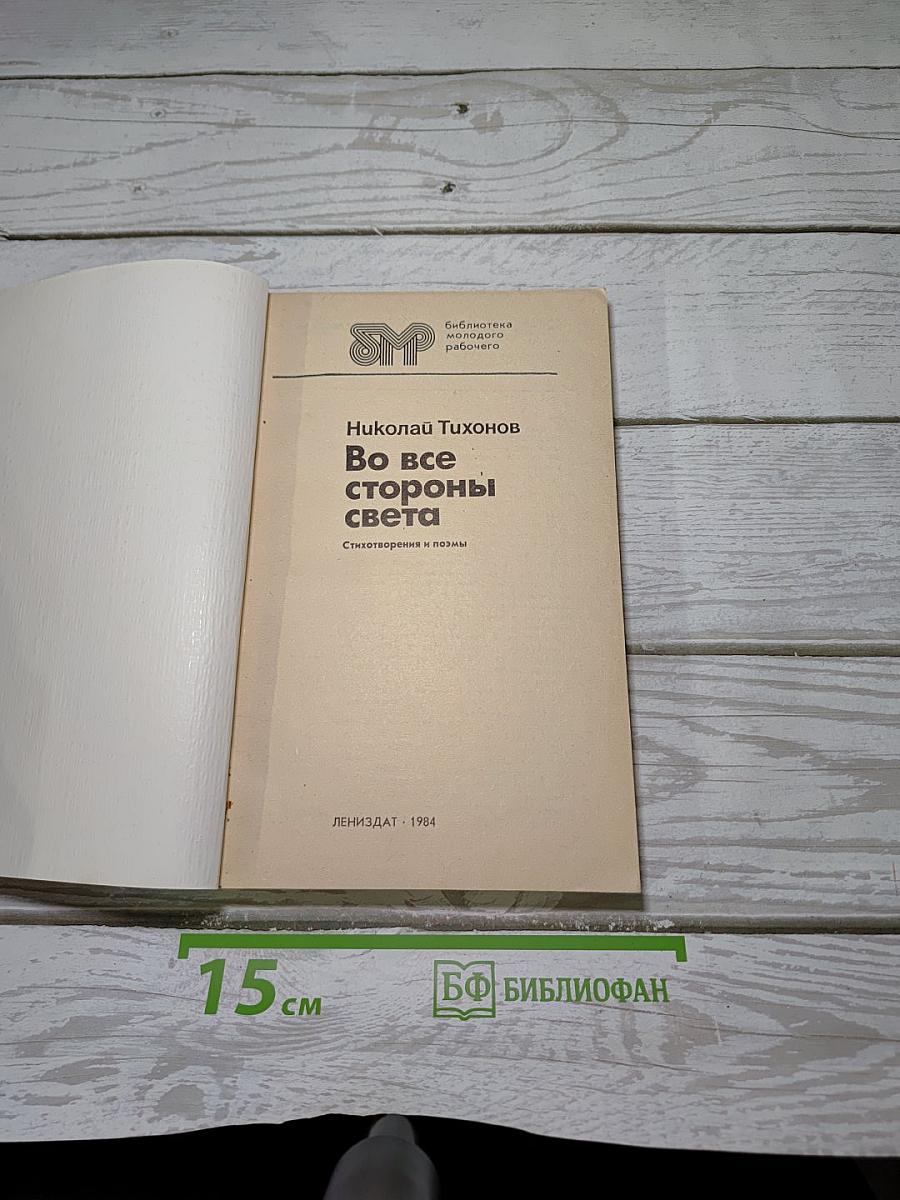 бмр
библиотека
молодого
рабочего
Николай Тихонов
Во все
стороны
света
Стихотворения и поэмы
ЛЕНИЗДАТ · 1984
15 см
БФ БИБЛИОФАН